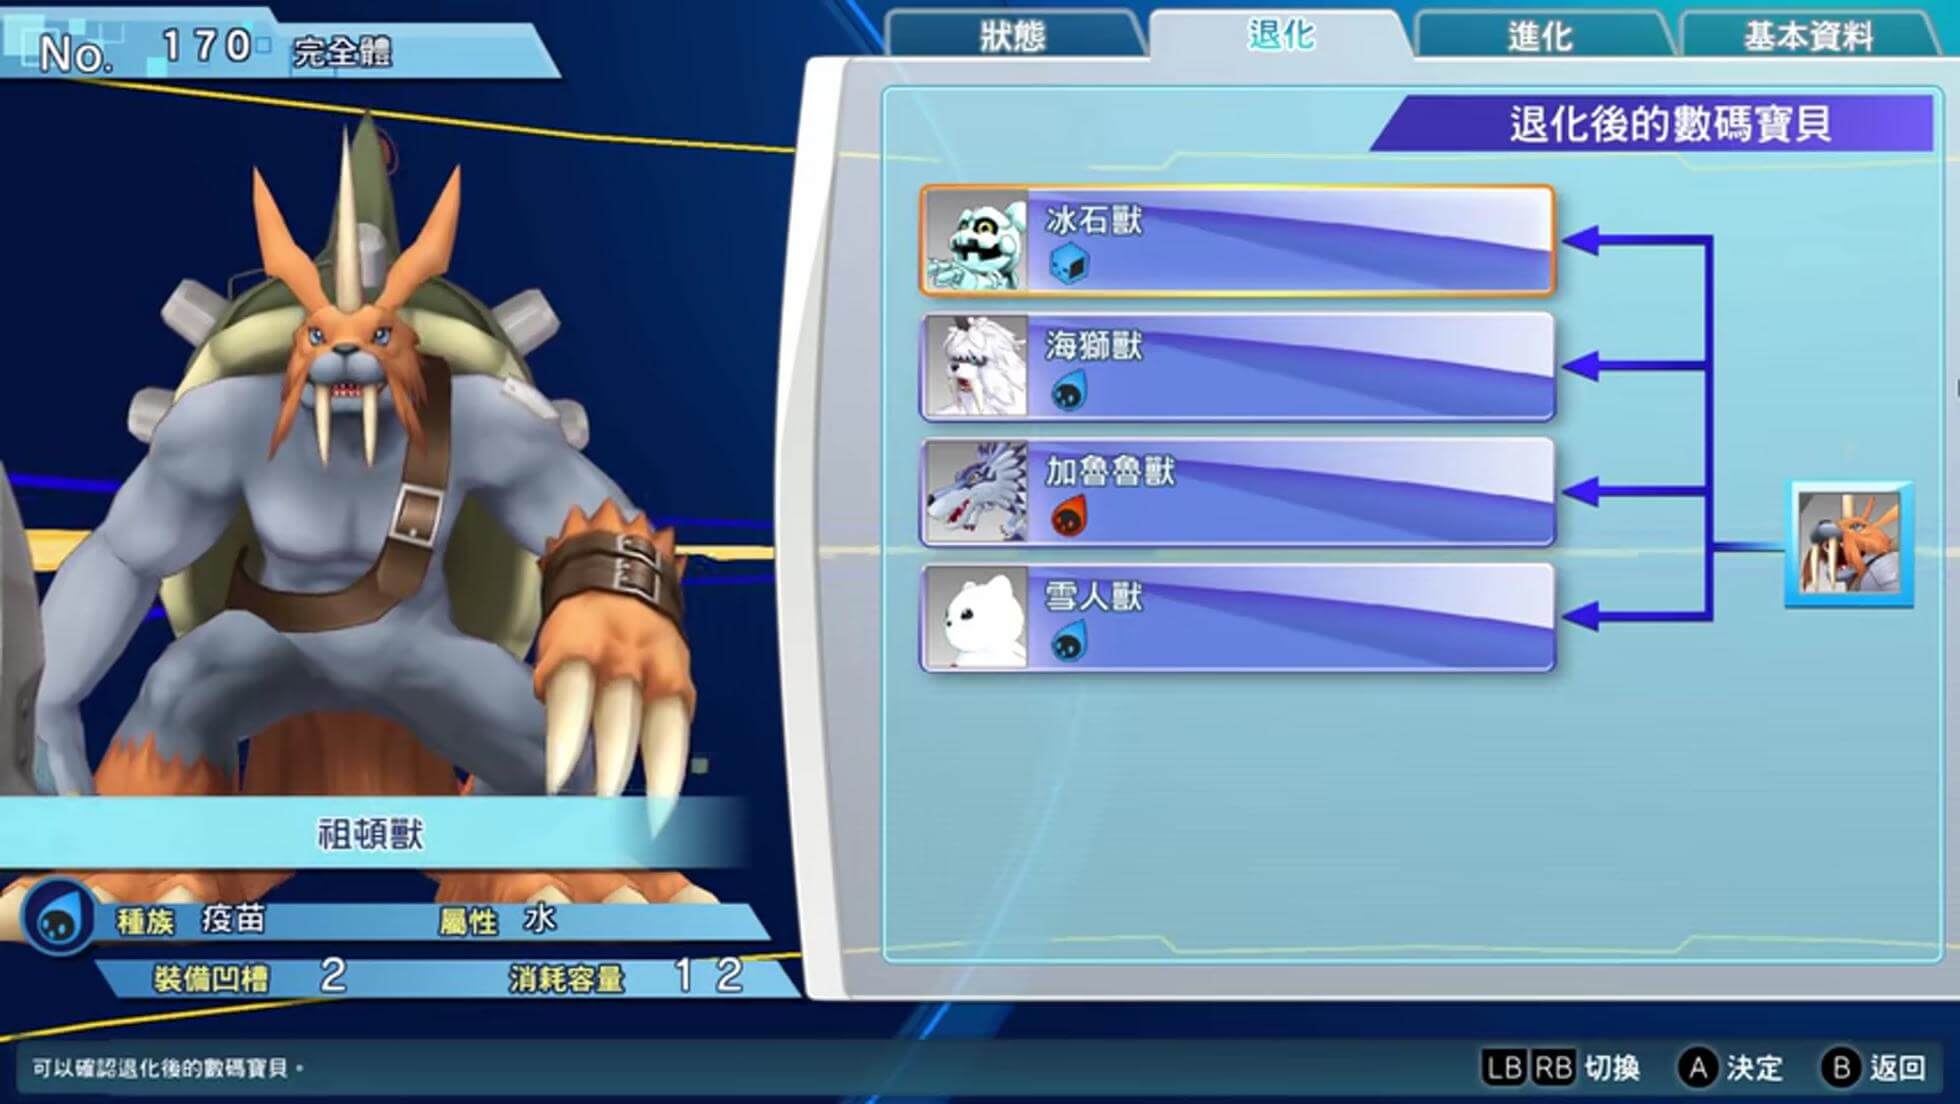 No. 170 完全體
狀態 退化 進化 基本資料
退化後的數碼寶貝
冰石獸
海獅獸
加魯魯獸
雪人獸
祖頓獸
種族 疫苗 屬性 水
裝備凹槽 2 消耗容量 12
可以確認退化後的數碼寶貝。
LB RB 切換 A 決定 B 返回